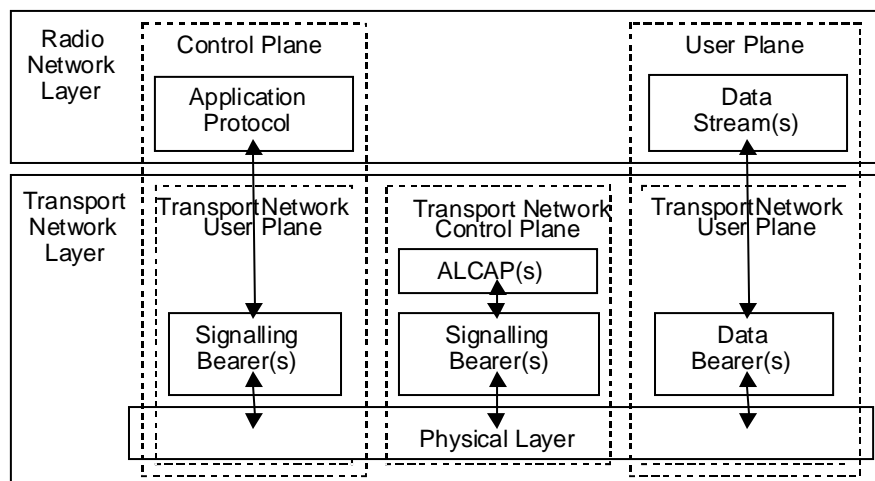 Radio
Network
Layer
Control Plane
User Plane
Application
Protocol
Data
Stream(s)
Transport
Network
Layer
TransportNetwork
User Plane
Transport Network
Control Plane
TransportNetwork
User Plane
ALCAP(s)
Signalling
Bearer(s)
Signalling
Bearer(s)
Data
Bearer(s)
Physical Layer